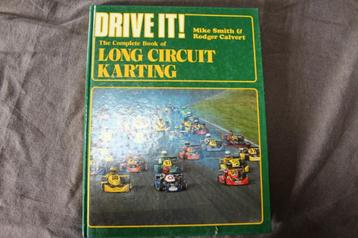 DRIVE IT!
Mike Smith &
Rodger Calvert
The Complete Book of
LONG CIRCUIT
KARTING